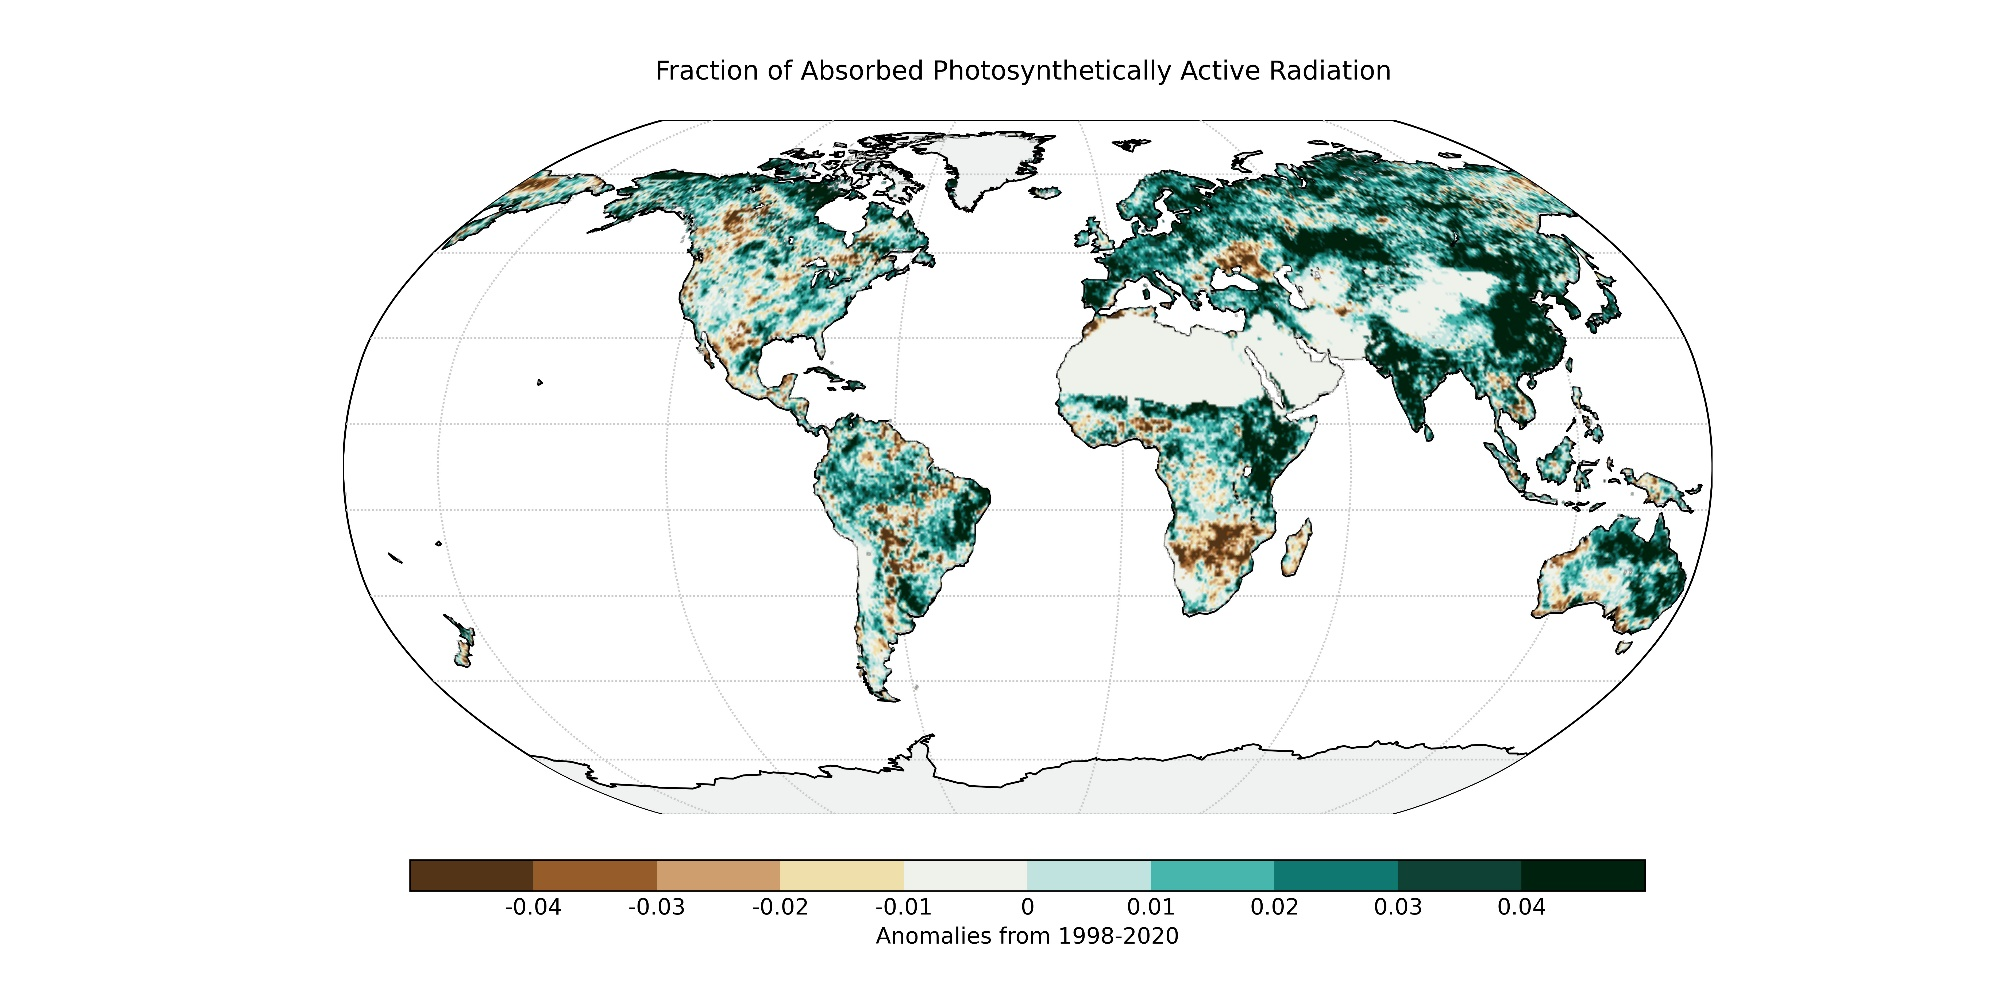 Fraction of Absorbed Photosynthetically Active Radiation
-0.04 -0.03 -0.02 -0.01 0 0.01 0.02 0.03 0.04
Anomalies from 1998-2020